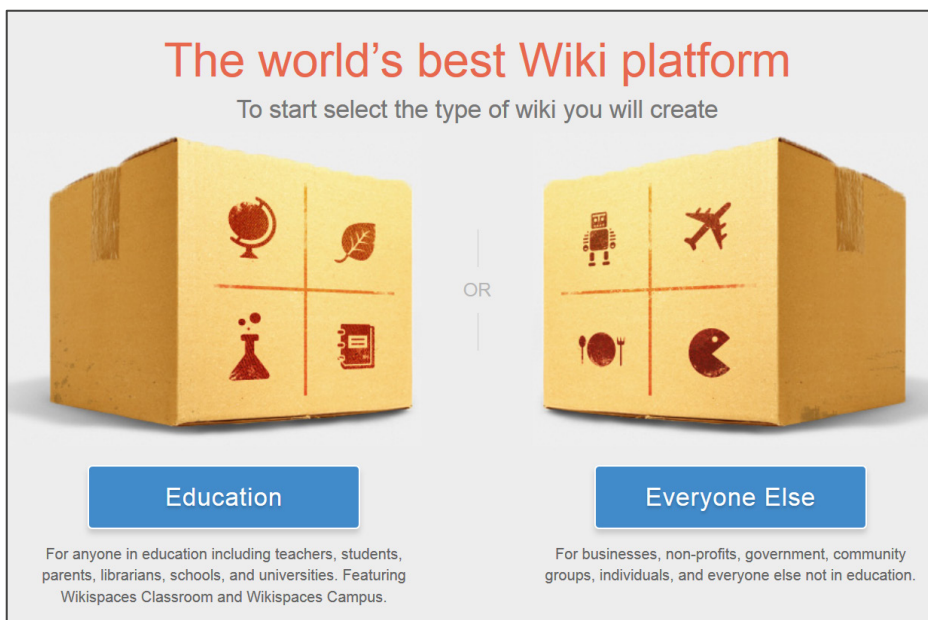 The world's best Wiki platform
To start select the type of wiki you will create
OR
Education
For anyone in education including teachers, students,
parents, librarians, schools, and universities. Featuring
Wikispaces Classroom and Wikispaces Campus.
Everyone Else
For businesses, non-profits, government, community
groups, individuals, and everyone else not in education.